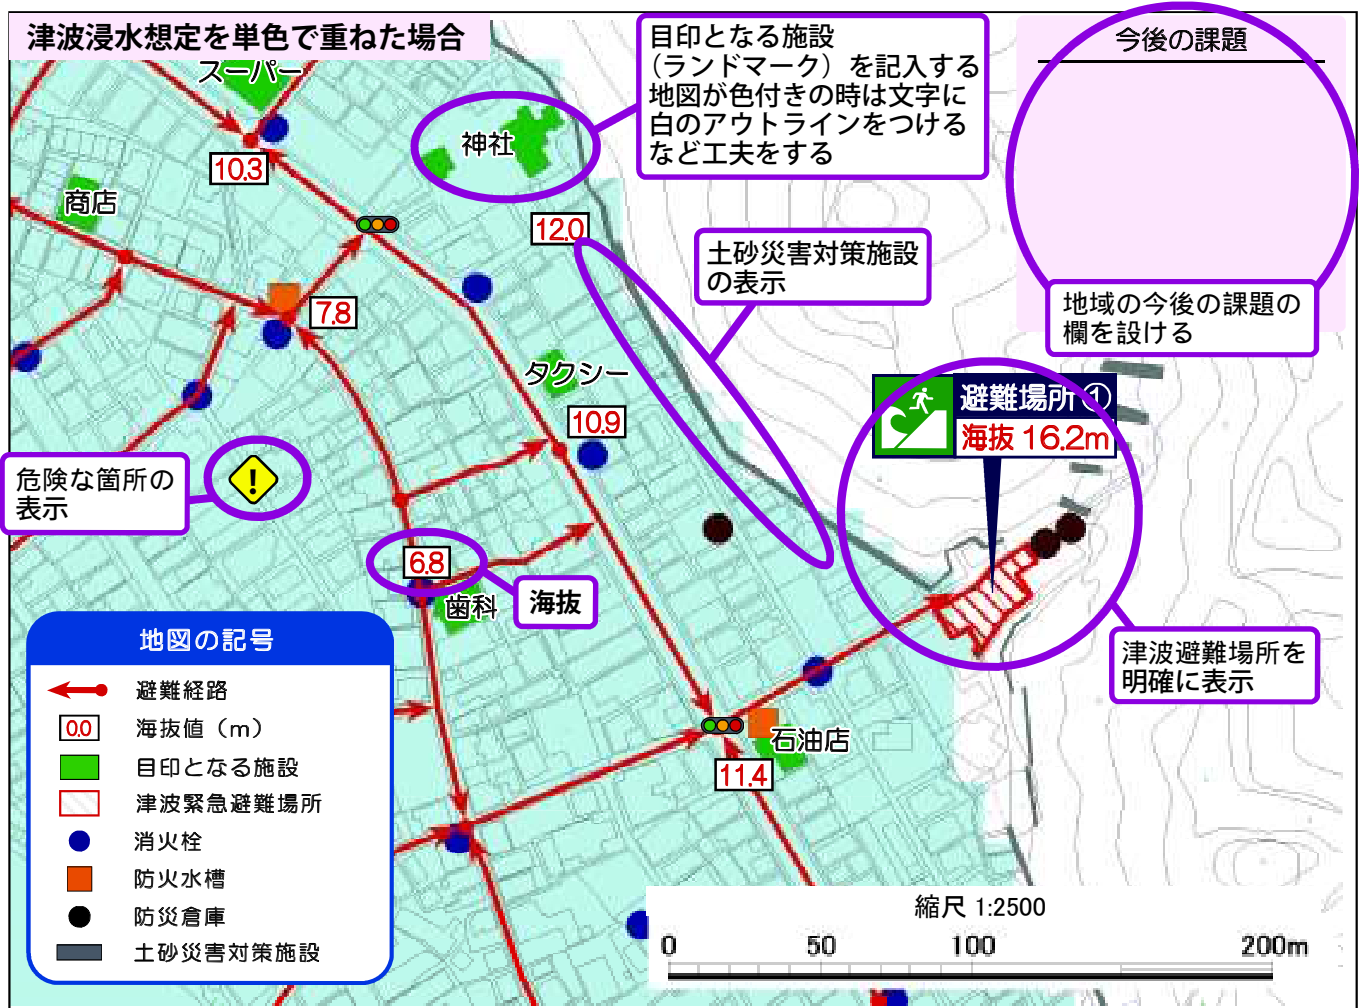 津波浸水想定を単色で重ねた場合
スーパー
目印となる施設
（ランドマーク）を記入する
地図が色付きの時は文字に
白のアウトラインをつける
など工夫をする
今後の課題
神社
10.3
商店
12.0
土砂災害対策施設
の表示
地域の今後の課題の
欄を設ける
7.8
タクシー
避難場所①
海抜 16.2m
10.9
危険な箇所の
表示
!
6.8
海抜
歯科
津波避難場所を
明確に表示
石油店
11.4
地図の記号
避難経路
0.0 海抜値（m）
目印となる施設
津波緊急避難場所
消火栓
防火水槽
防災倉庫
土砂災害対策施設
縮尺 1:2500
0 50 100 200m